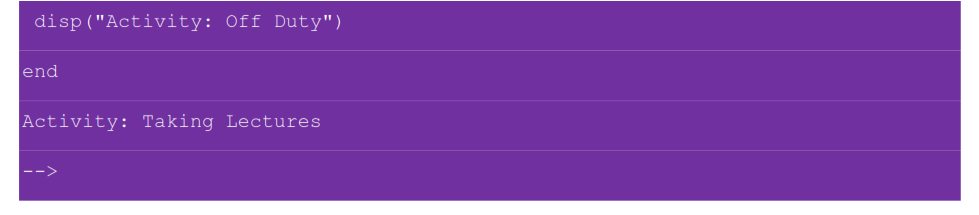 disp("Activity: Off Duty")
end
Activity: Taking Lectures
-->